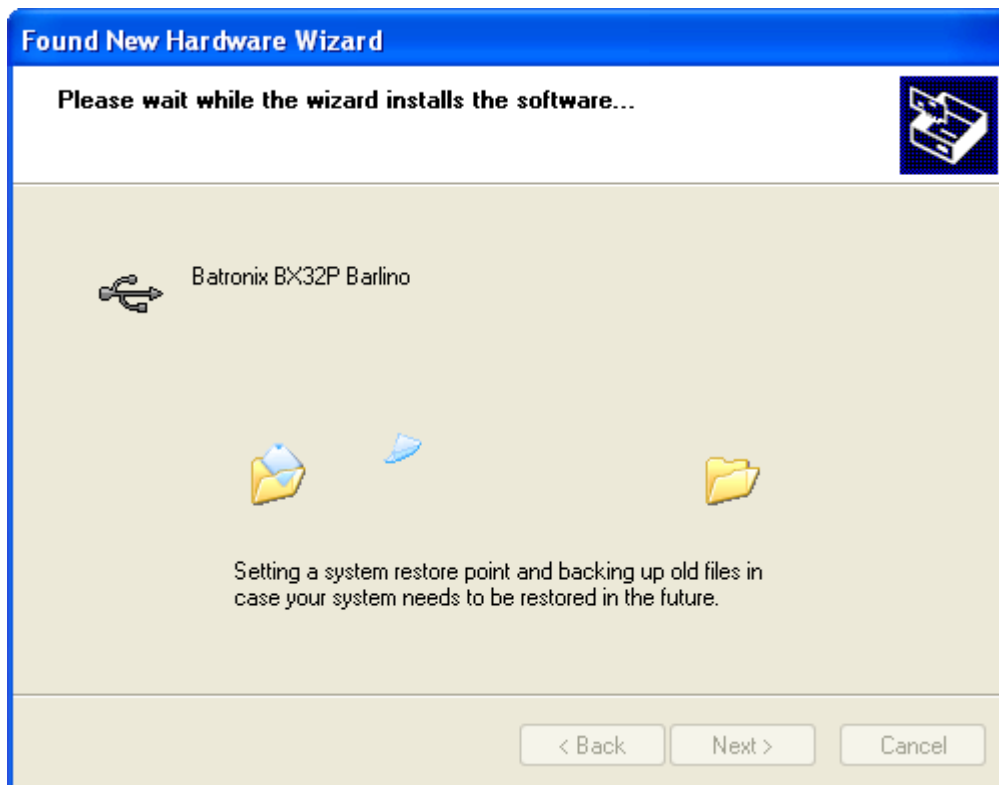 Found New Hardware Wizard
Please wait while the wizard installs the software...
Batronix BX32P Barlino
Setting a system restore point and backing up old files in
case your system needs to be restored in the future.
< Back
Next >
Cancel